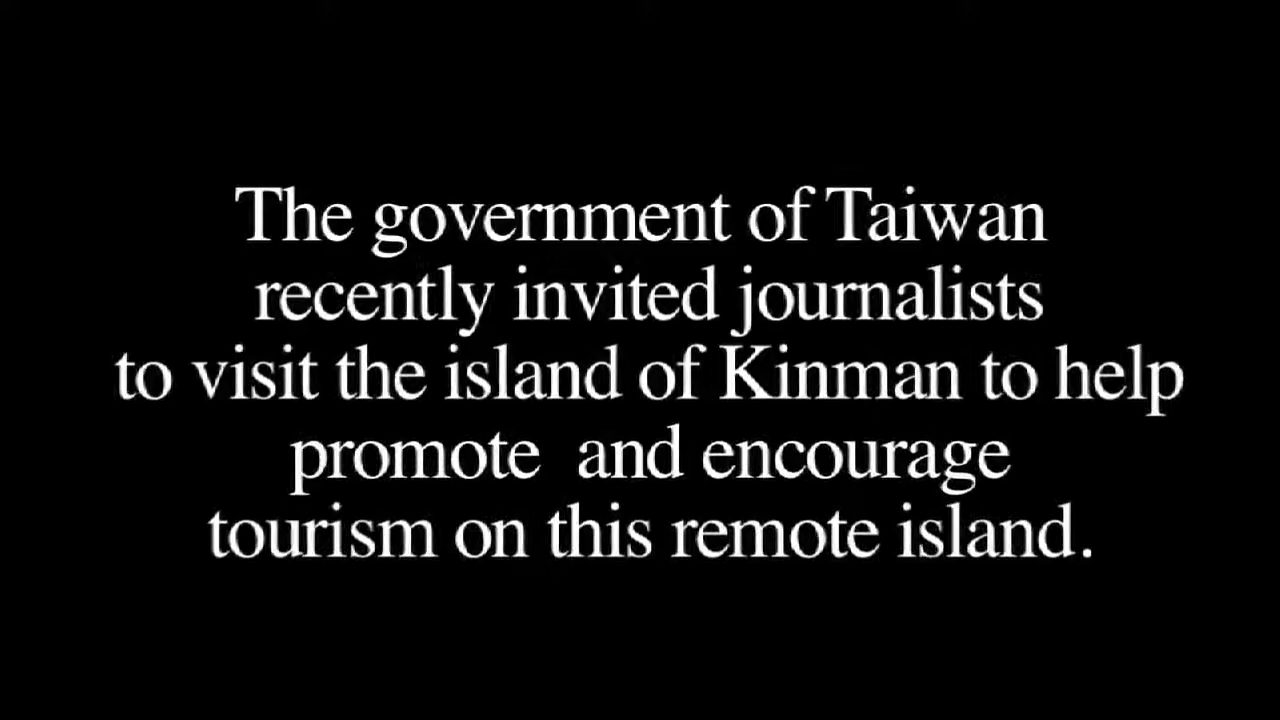 The government of Taiwan
recently invited journalists
to visit the island of Kinman to help
promote  and encourage
tourism on this remote island.